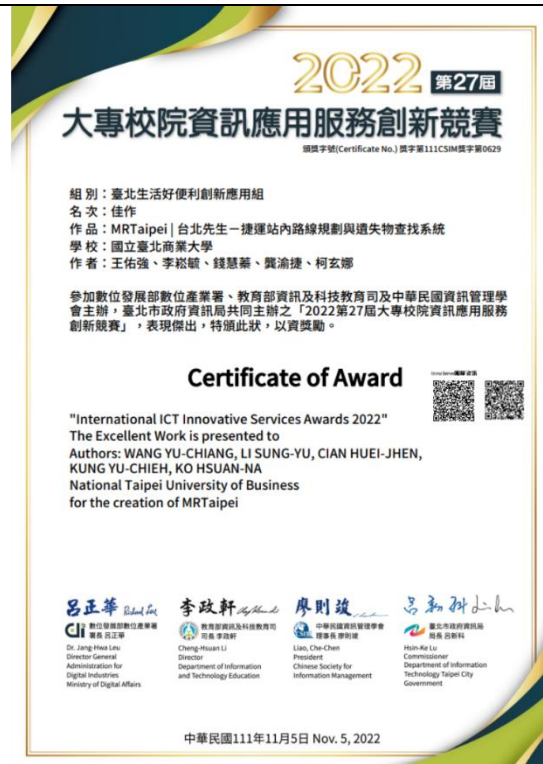 2022 第27屆
大專校院資訊應用服務創新競賽
頒獎字號(Certificate No.) 獎字第111CSIM獎字第0629
組 別：臺北生活好便利創新應用組
名 次：佳作
作 品：MRTaipei | 台北先生－捷運站內路線規劃與遺失物查找系統
學 校：國立臺北商業大學
作 者：王佑強、李崧毓、錢慧蓁、龔渝捷、柯玄娜
參加數位發展部數位產業署、教育部資訊及科技教育司及中華民國資訊管理學
會主辦，臺北市政府資訊局共同主辦之「2022第27屆大專校院資訊應用服務
創新競賽」，表現傑出，特頒此狀，以資獎勵。
Certificate of Award
"International ICT Innovative Services Awards 2022"
The Excellent Work is presented to
Authors: WANG YU-CHIANG, LI SUNG-YU, CIAN HUEI-JHEN,
KUNG YU-CHIEH, KO HSUAN-NA
National Taipei University of Business
for the creation of MRTaipei
呂正華
數位發展部數位產業署
署長 呂正華
Dr. Jang-Hwa Leu
Director General
Administration for
Digital Industries
Ministry of Digital Affairs
李政軒
教育部資訊及科技教育司
司長 李政軒
Cheng-Hsuan Li
Director
Department of Information
and Technology Education
廖則竣
中華民國資訊管理學會
理事長 廖則竣
Liao, Che-Chen
President
Chinese Society for
Information Management
呂新科
臺北市政府資訊局
局長 呂新科
Hsin-Ke Lu
Commissioner
Department of Information
Technology Taipei City
Government
中華民國111年11月5日 Nov. 5, 2022